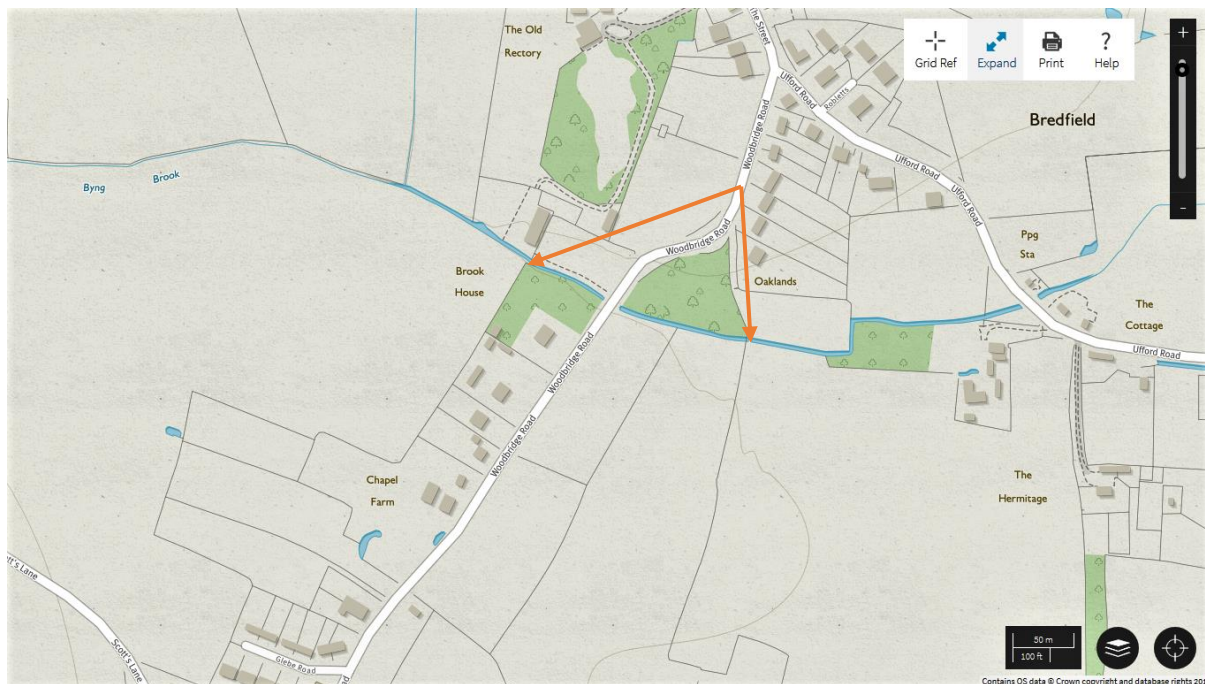 The Old
Rectory
The Street
Grid Ref
Expand
Print
?
Help
+
-
Ufford Road
Robletts
Bredfield
Woodbridge Road
Ufford Road
Ufford Road
Byng Brook
Woodbridge Road
Ppg
Sta
Brook
House
Oaklands
The
Cottage
Ufford Road
Woodbridge Road
Woodbridge Road
Chapel
Farm
The
Hermitage
Scott's Lane
Scott's Lane
Glebe Road
50 m
100 ft
Contains OS data © Crown copyright and database rights 201